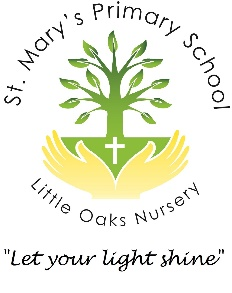 St. Mary's Primary School
Little Oaks Nursery
"Let your light shine"